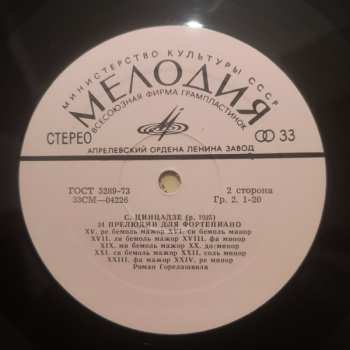 МИНИСТЕРСТВО КУЛЬТУРЫ СССР
МЕЛОДИЯ
ВСЕСОЮЗНАЯ ФИРМА ГРАМПЛАСТИНОК
СТЕРЕО
33
АПРЕЛЕВСКИЙ ОРДЕНА ЛЕНИНА ЗАВОД
ГОСТ 5289-73
33СМ—04226
2 сторона
Гр. 2. 1-20
С. ЦИНЦАДЗЕ (р. 1925)
24 ПРЕЛЮДИИ ДЛЯ ФОРТЕПИАНО
XV. ре бемоль мажор XVI. си бемоль минор
XVII. ля бемоль мажор XVIII. фа минор
XIX. ми бемоль мажор XX. до минор
XXI. си бемоль мажор XXII. соль минор
XXIII. фа мажор XXIV. ре минор
Роман Горелашвили